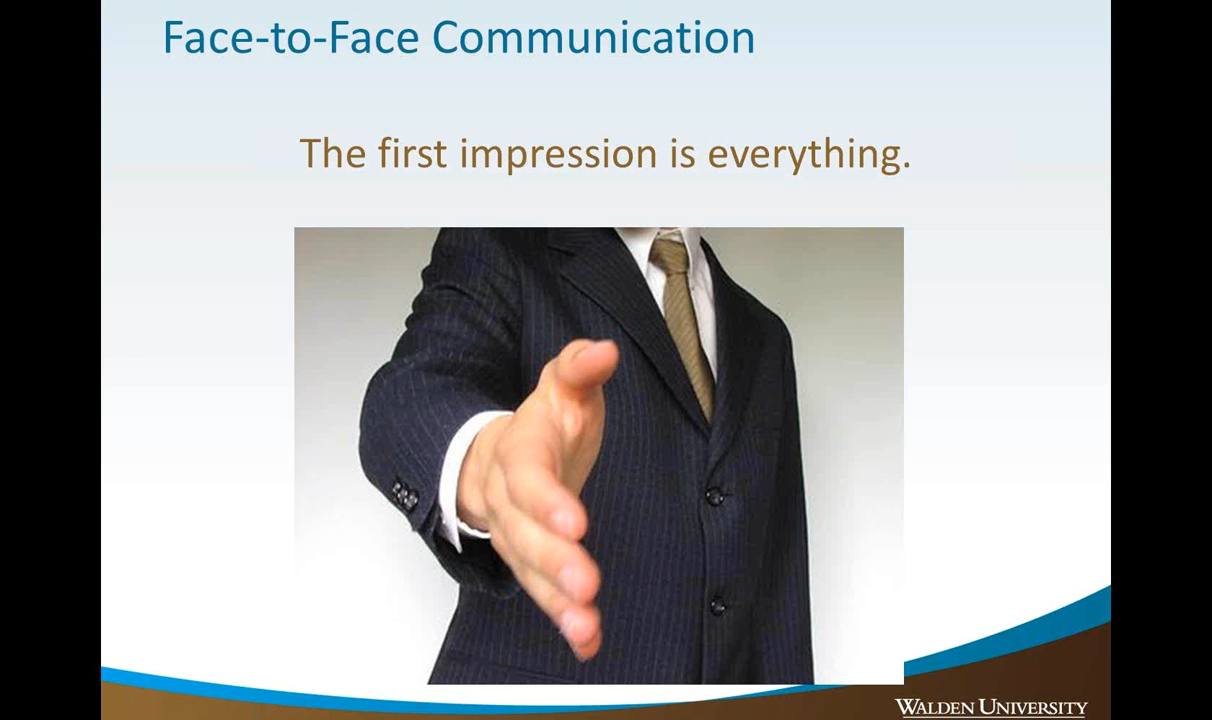 Face-to-Face Communication
The first impression is everything.
WALDEN UNIVERSITY